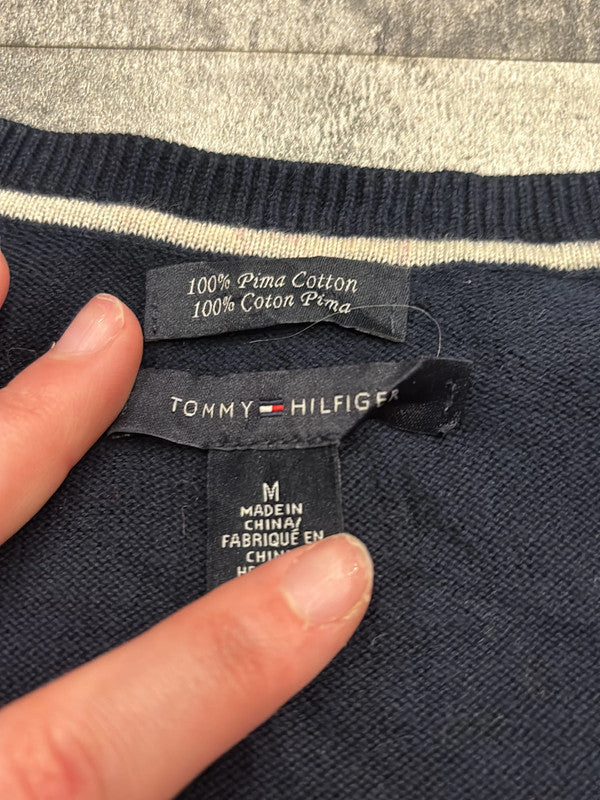 100% Pima Cotton
100% Coton Pima
TOMMY HILFIGER
M
MADE IN
CHINA/
FABRIQUÉ EN